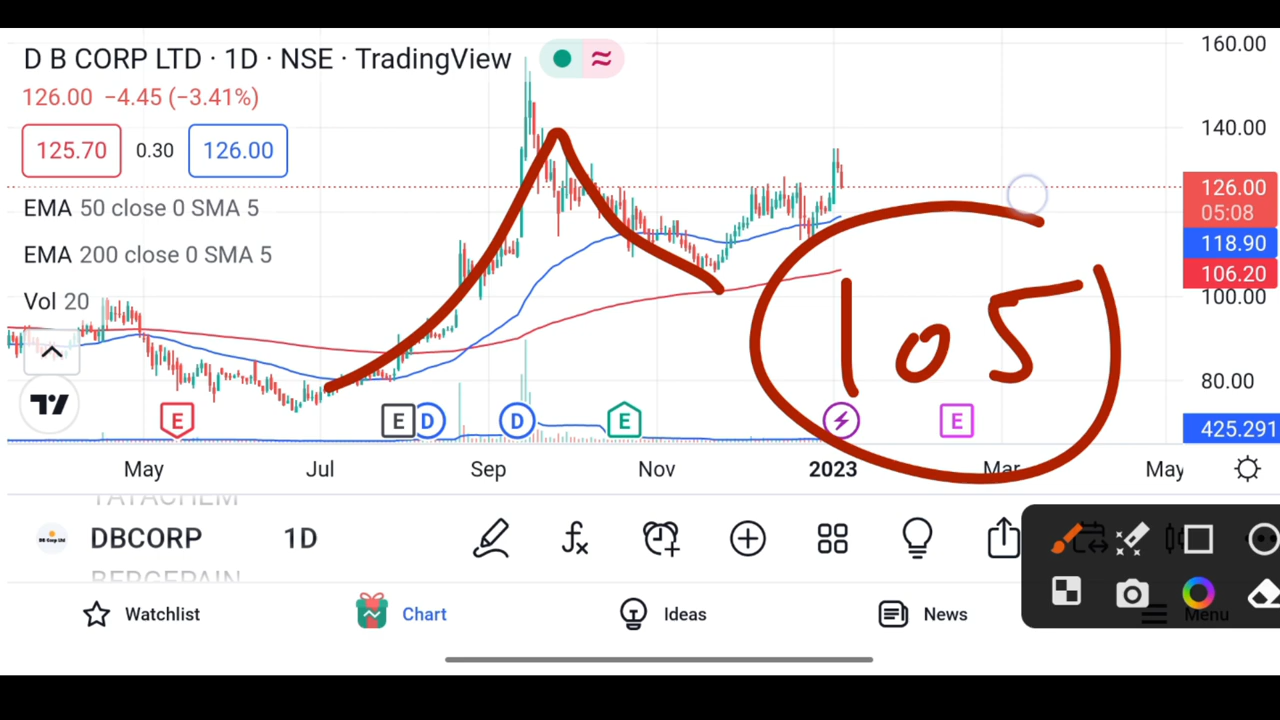 D B CORP LTD · 1D · NSE · TradingView
126.00 −4.45 (−3.41%)
125.70 0.30 126.00
EMA 50 close 0 SMA 5
EMA 200 close 0 SMA 5
Vol 20
160.00
140.00
126.00
05:08
118.90
106.20
100.00
80.00
425.291
105
E E D D E E
May Jul Sep Nov 2023 Mar May
TATACHEM
DBCORP 1D
BERGEPAIN
Watchlist Chart Ideas News Menu